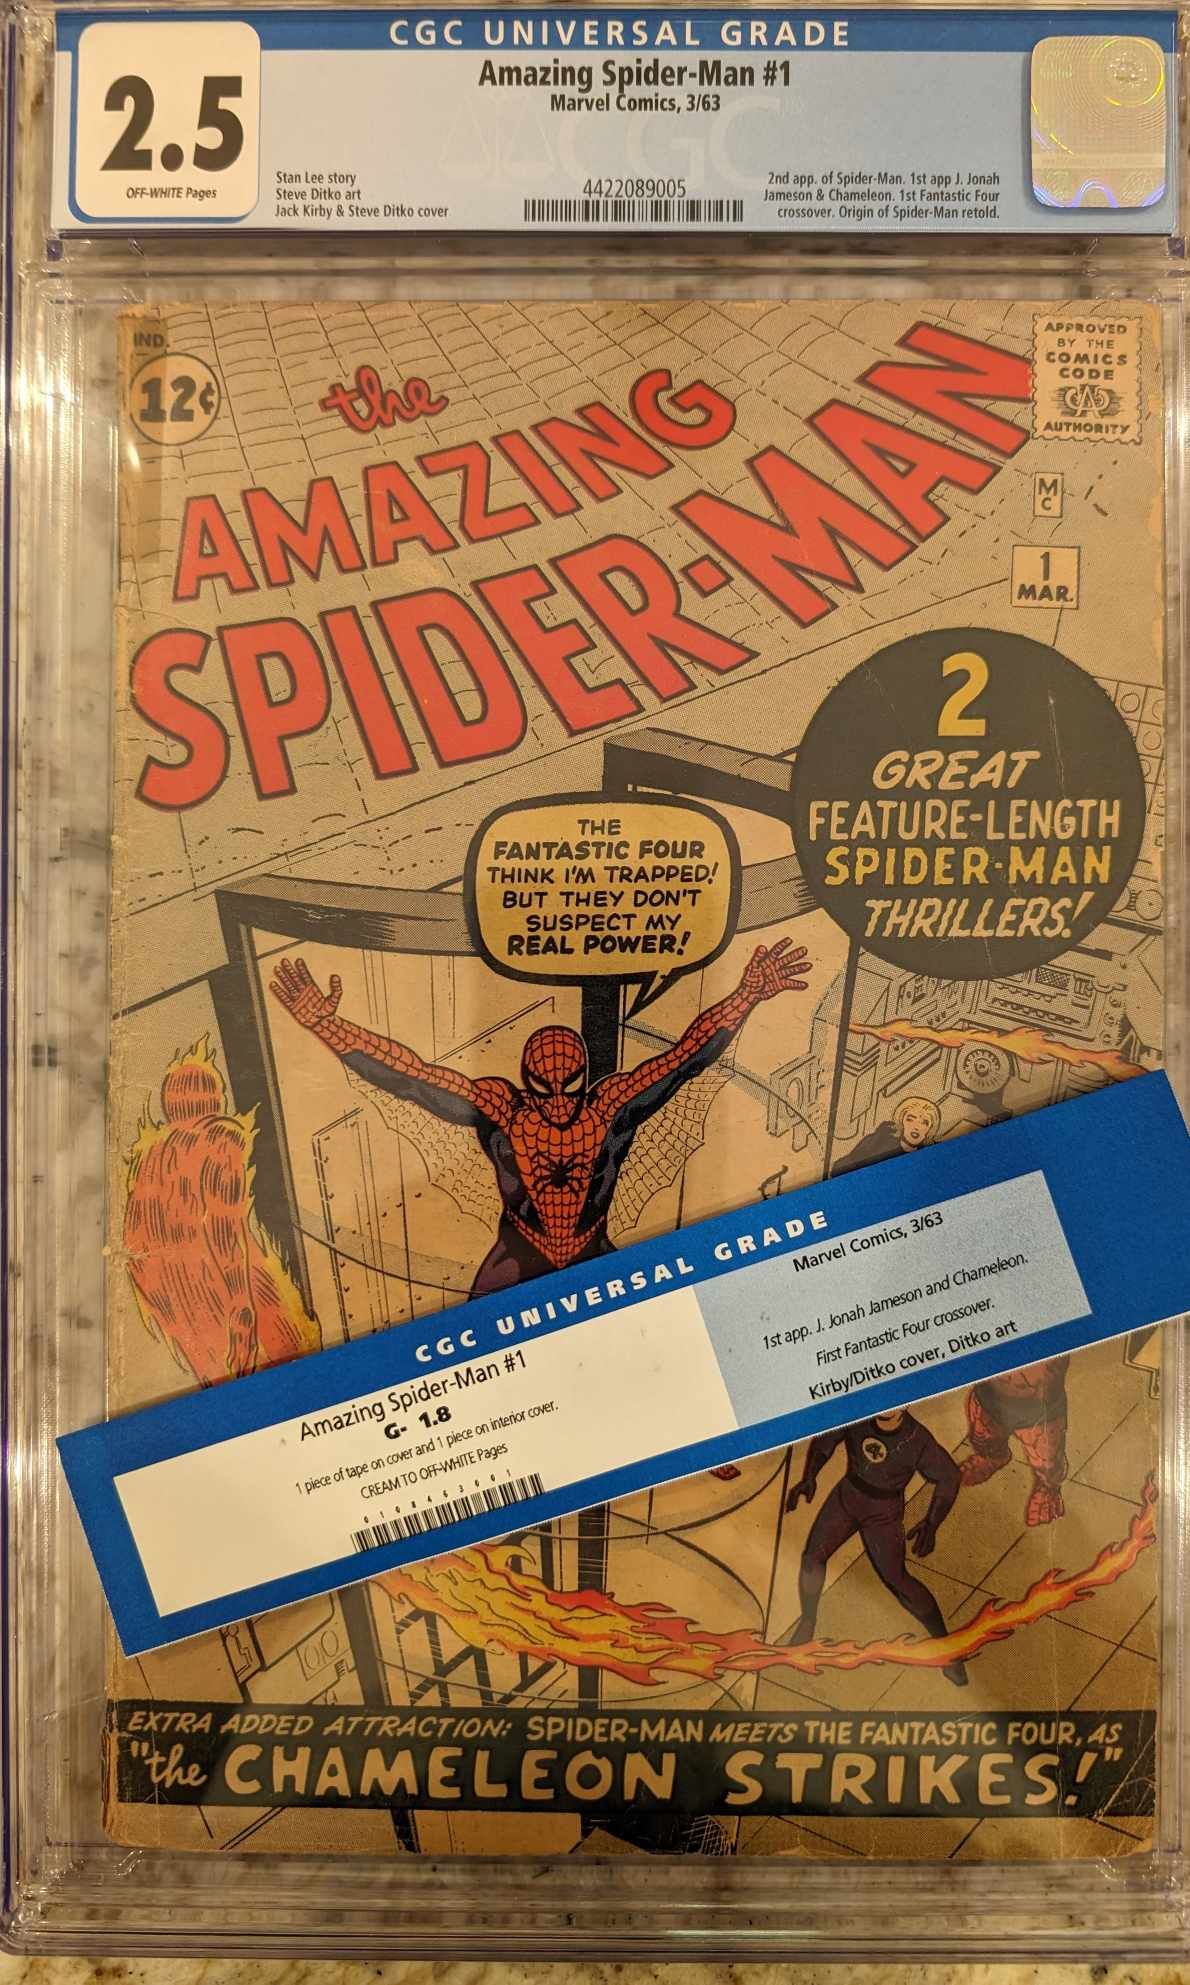 CGC UNIVERSAL GRADE
2.5
OFF-WHITE Pages
Amazing Spider-Man #1
Marvel Comics, 3/63
Stan Lee story
Steve Ditko art
Jack Kirby & Steve Ditko cover
4422089005
2nd app. of Spider-Man. 1st app J. Jonah
Jameson & Chameleon. 1st Fantastic Four
crossover. Origin of Spider-Man retold.
CGC
IND.
12¢
APPROVED
BY THE
COMICS
CODE
CA
AUTHORITY
the
AMAZING
SPIDER-MAN
M
C
1
MAR.
2
GREAT
FEATURE-LENGTH
SPIDER-MAN
THRILLERS!
THE
FANTASTIC FOUR
THINK I'M TRAPPED!
BUT THEY DON'T
SUSPECT MY
REAL POWER!
CGC UNIVERSAL GRADE
Amazing Spider-Man #1
G- 1.8
1 piece of tape on cover and 1 piece on interior cover.
CREAM TO OFF-WHITE Pages
Marvel Comics, 3/63
1st app. J. Jonah Jameson and Chameleon.
First Fantastic Four crossover.
Kirby/Ditko cover, Ditko art
4
EXTRA ADDED ATTRACTION: SPIDER-MAN MEETS THE FANTASTIC FOUR, AS
"the CHAMELEON STRIKES!"